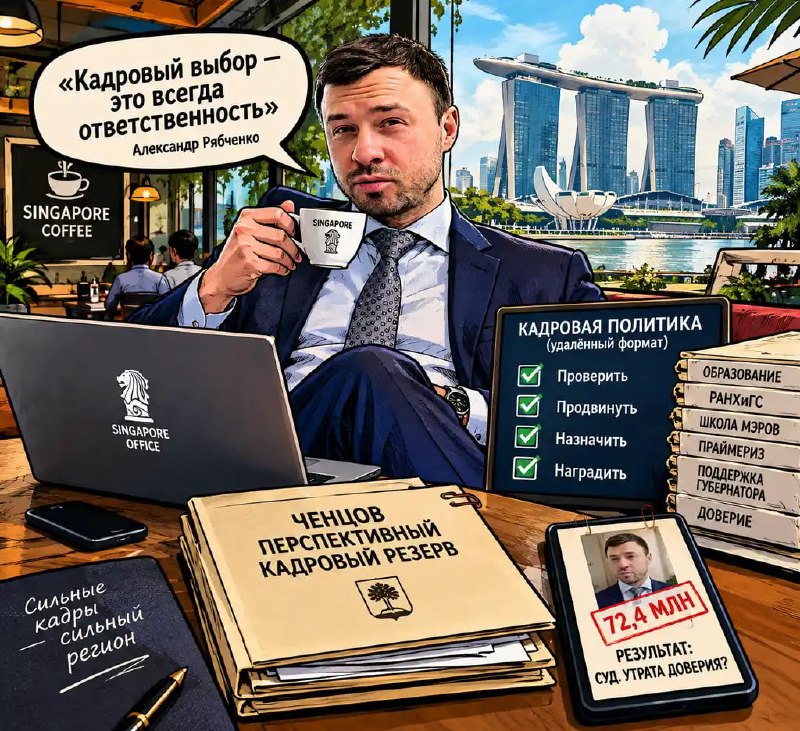 «Кадровый выбор –
это всегда
ответственность»
Александр Рябченко
SINGAPORE
COFFEE
SINGAPORE
SINGAPORE
OFFICE
КАДРОВАЯ ПОЛИТИКА
(удалённый формат)
Проверить
Продвинуть
Назначить
Наградить
ОБРАЗОВАНИЕ
РАНХиГС
ШКОЛА МЭРОВ
ПРАЙМЕРИЗ
ПОДДЕРЖКА
ГУБЕРНАТОРА
ДОВЕРИЕ
ЧЕНЦОВ
ПЕРСПЕКТИВНЫЙ
КАДРОВЫЙ РЕЗЕРВ
Сильные
кадры
— сильный
регион
72,4 МЛН
РЕЗУЛЬТАТ:
СУД. УТРАТА ДОВЕРИЯ?